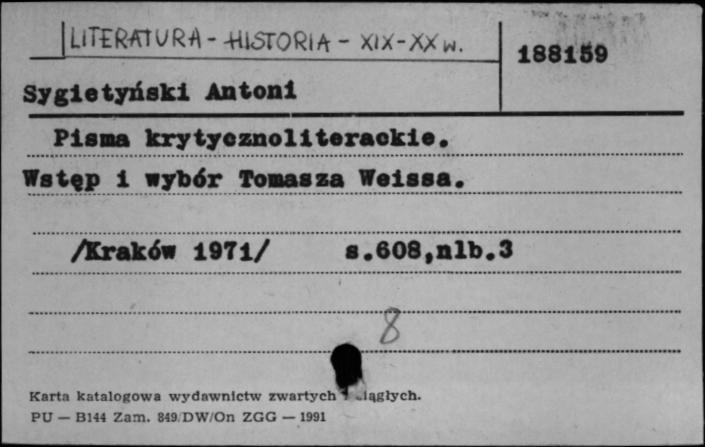 LITERATURA - HISTORIA - XIX-XX w.
188159
Sygietyński Antoni
Pisma krytycznoliterackie.
Wstęp i wybór Tomasza Weissa.
/Kraków 1971/ s.608,nlb.3
8
Karta katalogowa wydawnictw zwartych i
PU — B144 Zam. 849/DW/On ZGG — 1991